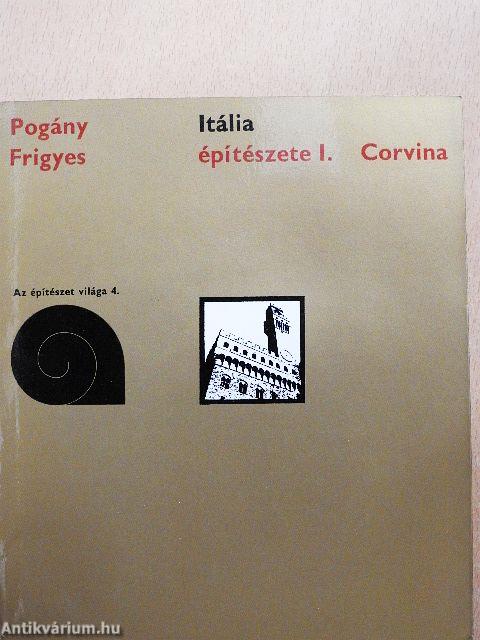 Pogány
Frigyes
Itália
építészete I. Corvina
Az építészet világa 4.
Antikvárium.hu